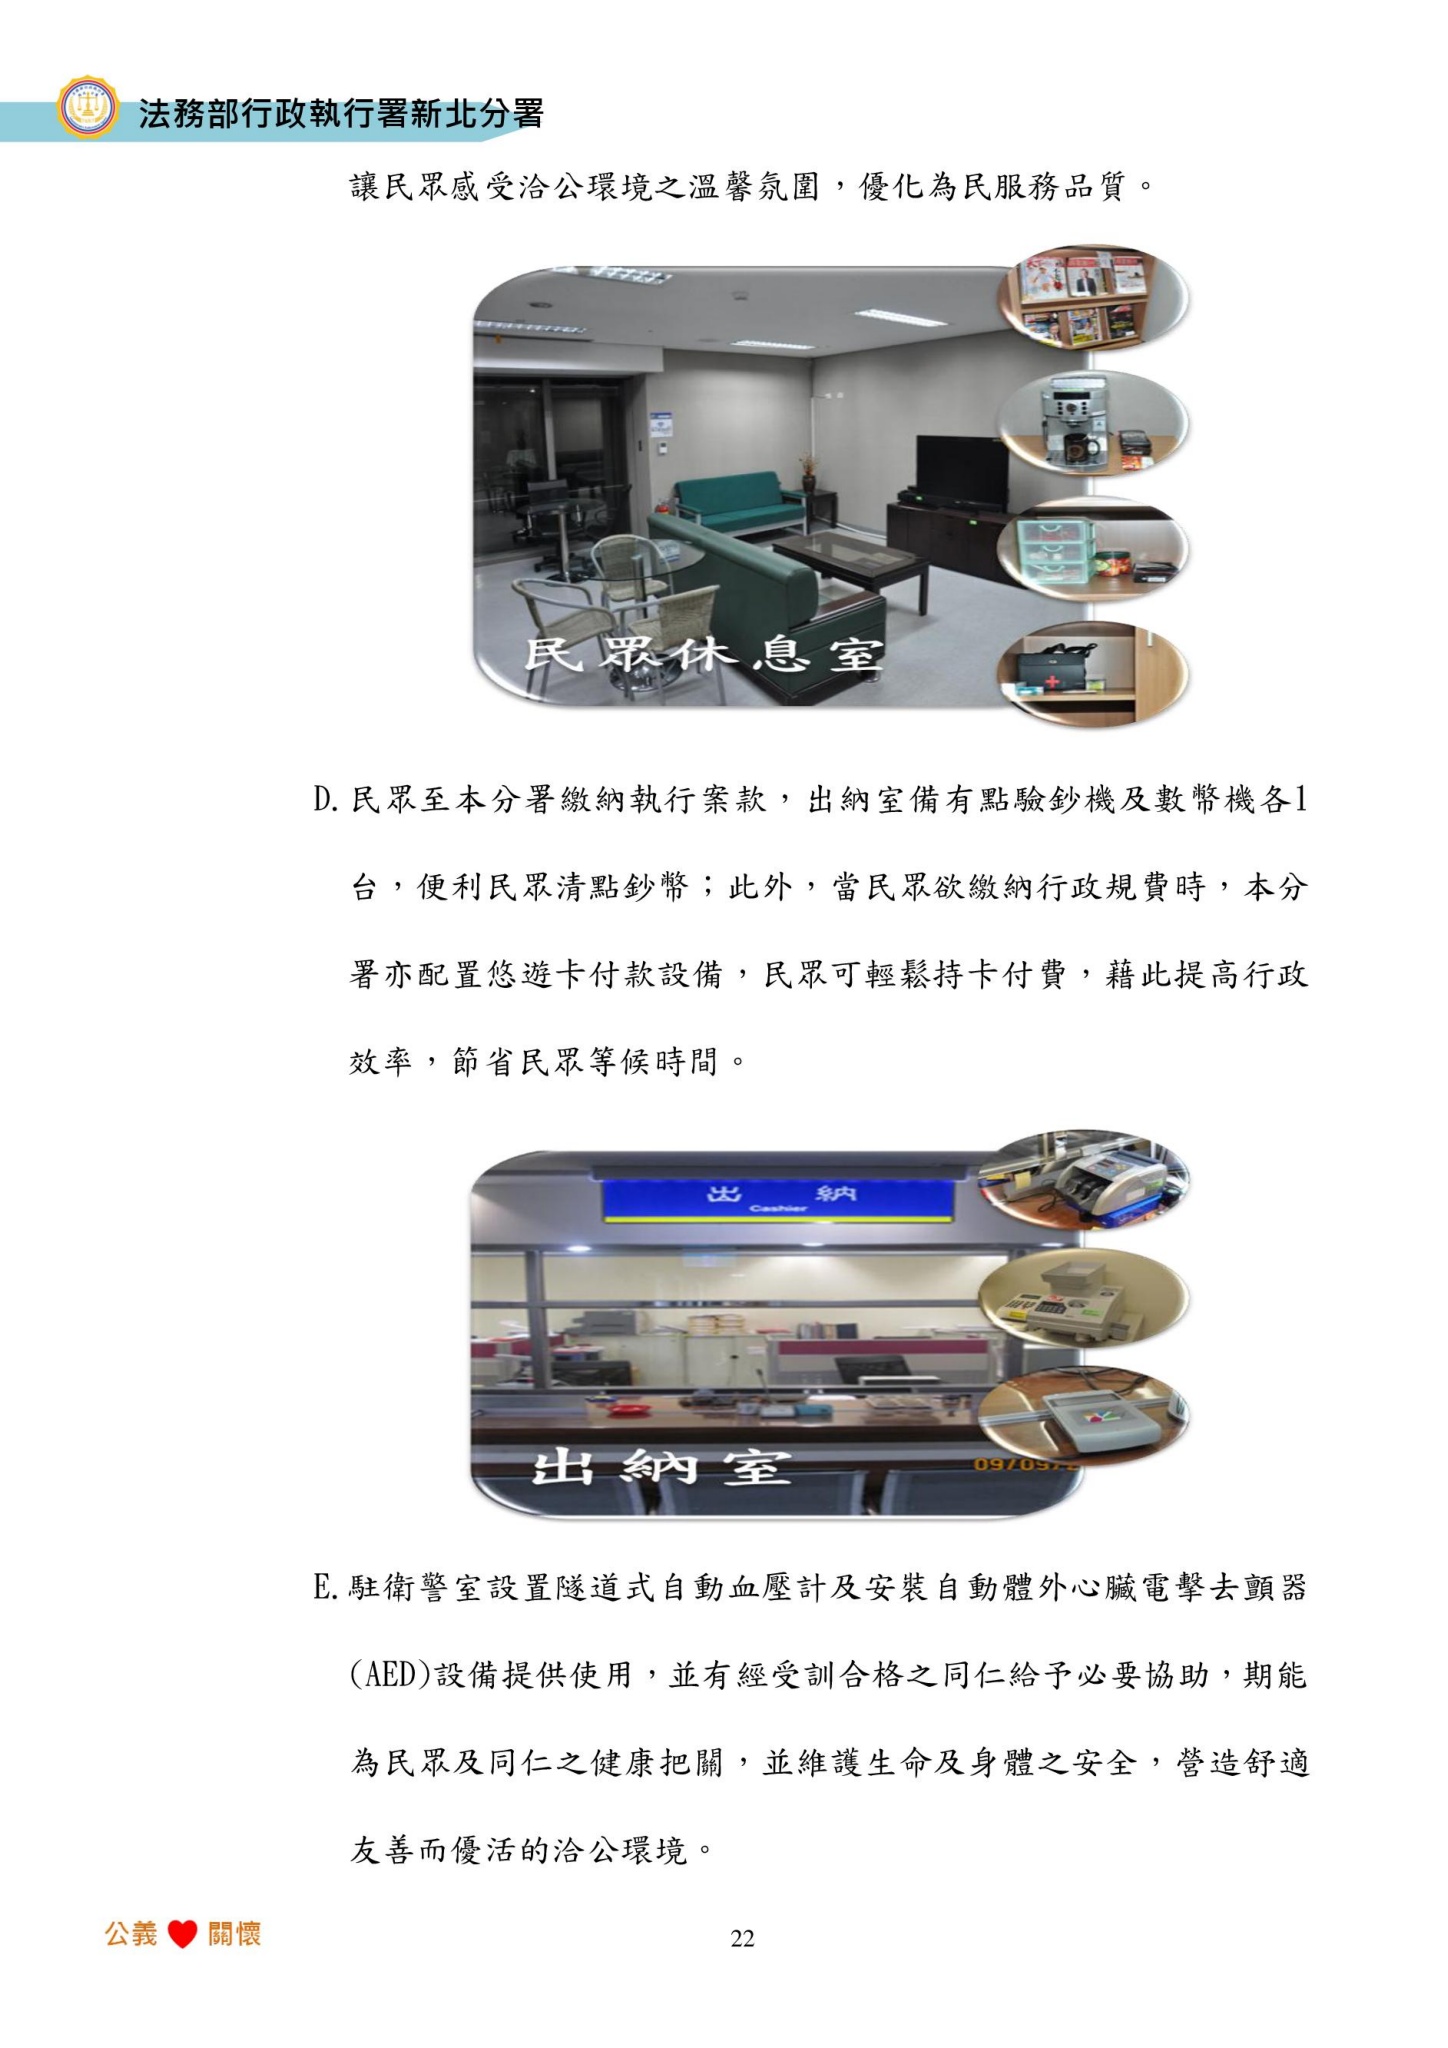 法務部行政執行署新北分署
讓民眾感受洽公環境之溫馨氛圍，優化為民服務品質。
民眾休息室
D.民眾至本分署繳納執行案款，出納室備有點驗鈔機及數幣機各1
台，便利民眾清點鈔幣；此外，當民眾欲繳納行政規費時，本分
署亦配置悠遊卡付款設備，民眾可輕鬆持卡付費，藉此提高行政
效率，節省民眾等候時間。
出納
Cashier
出納室
09/09/2
E.駐衛警室設置隧道式自動血壓計及安裝自動體外心臟電擊去顫器
(AED)設備提供使用，並有經受訓合格之同仁給予必要協助，期能
為民眾及同仁之健康把關，並維護生命及身體之安全，營造舒適
友善而優活的洽公環境。
公義 關懷
22